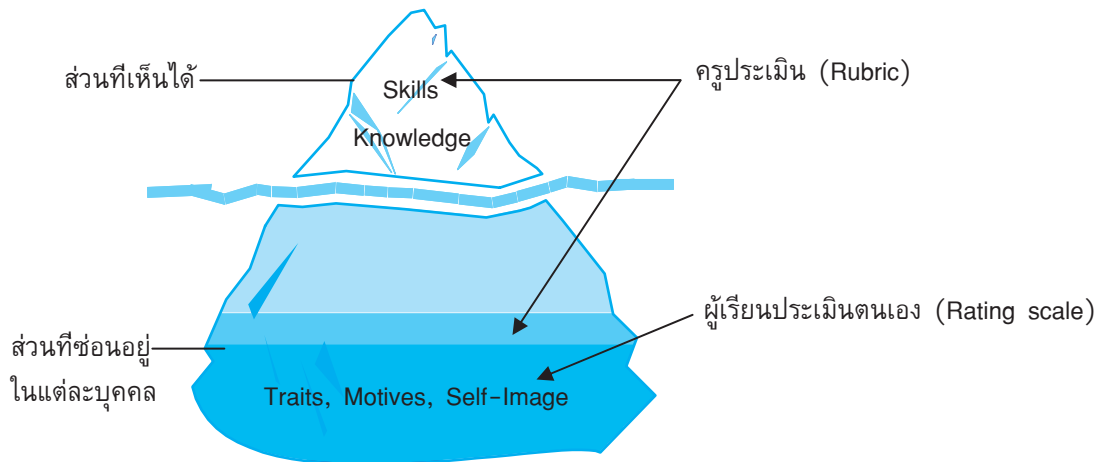 ส่วนที่เห็นได้
Skills
Knowledge
ครูประเมิน (Rubric)
ผู้เรียนประเมินตนเอง (Rating scale)
ส่วนที่ซ่อนอยู่
ในแต่ละบุคคล
Traits, Motives, Self-Image